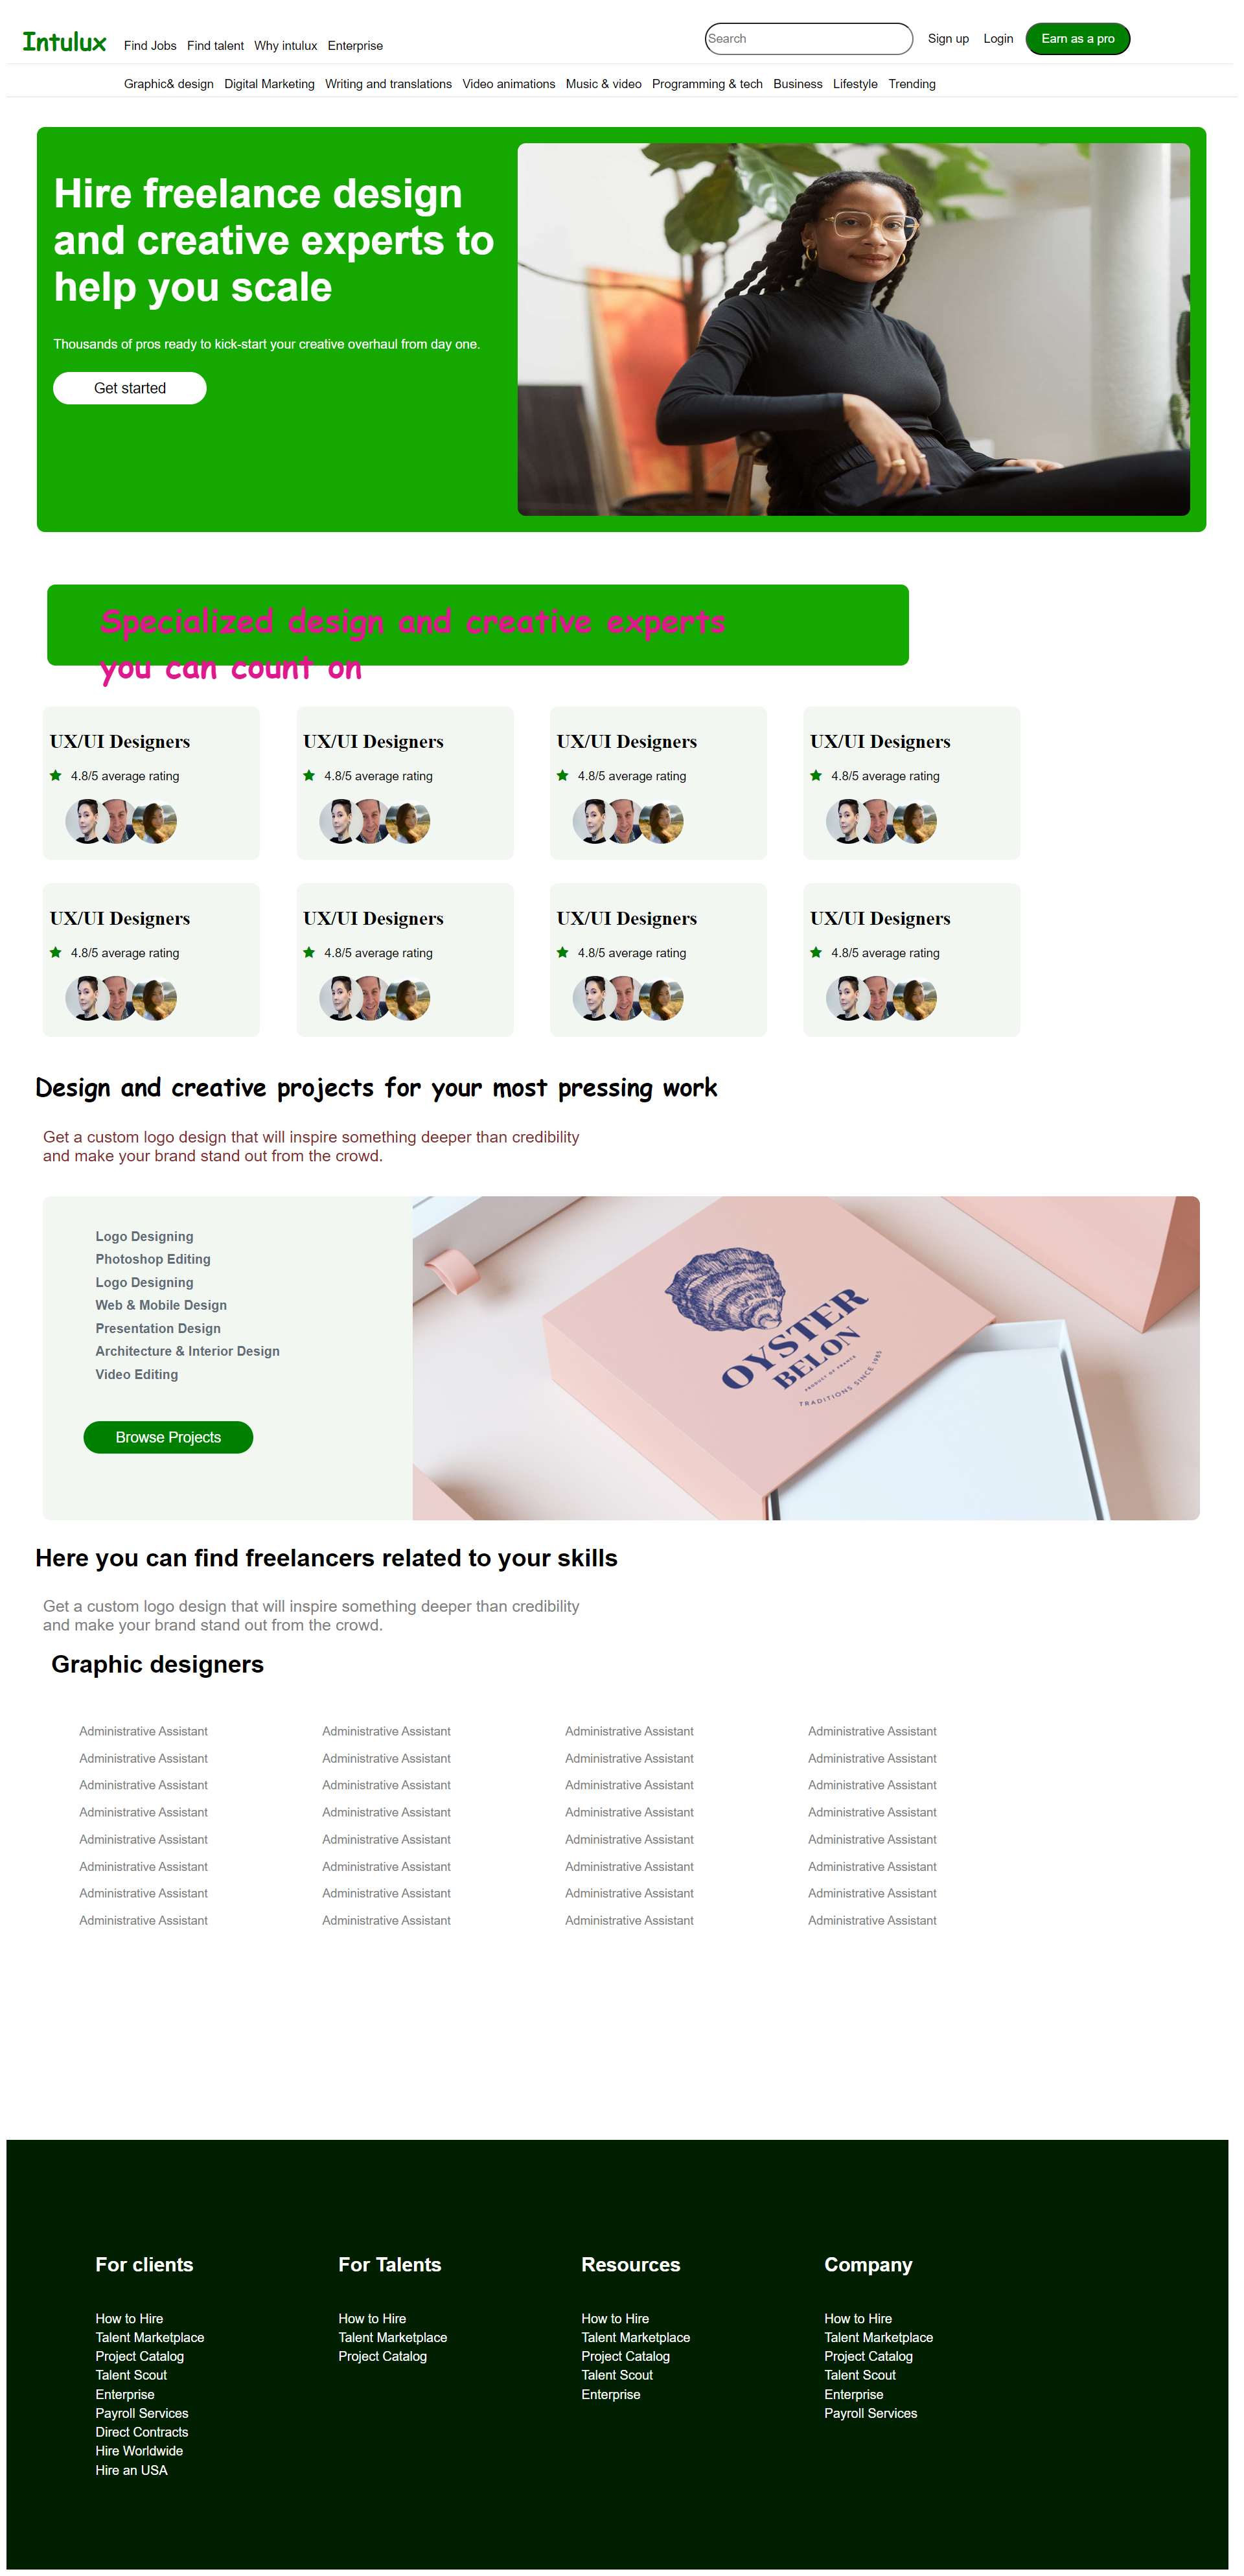 Intulux
Find Jobs Find talent Why intulux Enterprise
Search
Sign up Login Earn as a pro
Graphic& design Digital Marketing Writing and translations Video animations Music & video Programming & tech Business Lifestyle Trending
Hire freelance design
and creative experts to
help you scale
Thousands of pros ready to kick-start your creative overhaul from day one.
Get started
Specialized design and creative experts
you can count on
UX/UI Designers UX/UI Designers UX/UI Designers UX/UI Designers
4.8/5 average rating 4.8/5 average rating 4.8/5 average rating 4.8/5 average rating
UX/UI Designers UX/UI Designers UX/UI Designers UX/UI Designers
4.8/5 average rating 4.8/5 average rating 4.8/5 average rating 4.8/5 average rating
Design and creative projects for your most pressing work
Get a custom logo design that will inspire something deeper than credibility
and make your brand stand out from the crowd.
Logo Designing
Photoshop Editing
Logo Designing
Web & Mobile Design
Presentation Design
Architecture & Interior Design
Video Editing
Browse Projects
OYSTER
BELON
PRODUCT OF FRANCE
TRADITIONS SINCE 1985
Here you can find freelancers related to your skills
Get a custom logo design that will inspire something deeper than credibility
and make your brand stand out from the crowd.
Graphic designers
Administrative Assistant Administrative Assistant Administrative Assistant Administrative Assistant
Administrative Assistant Administrative Assistant Administrative Assistant Administrative Assistant
Administrative Assistant Administrative Assistant Administrative Assistant Administrative Assistant
Administrative Assistant Administrative Assistant Administrative Assistant Administrative Assistant
Administrative Assistant Administrative Assistant Administrative Assistant Administrative Assistant
Administrative Assistant Administrative Assistant Administrative Assistant Administrative Assistant
Administrative Assistant Administrative Assistant Administrative Assistant Administrative Assistant
Administrative Assistant Administrative Assistant Administrative Assistant Administrative Assistant
For clients
How to Hire
Talent Marketplace
Project Catalog
Talent Scout
Enterprise
Payroll Services
Direct Contracts
Hire Worldwide
Hire an USA
For Talents
How to Hire
Talent Marketplace
Project Catalog
Resources
How to Hire
Talent Marketplace
Project Catalog
Talent Scout
Enterprise
Company
How to Hire
Talent Marketplace
Project Catalog
Talent Scout
Enterprise
Payroll Services